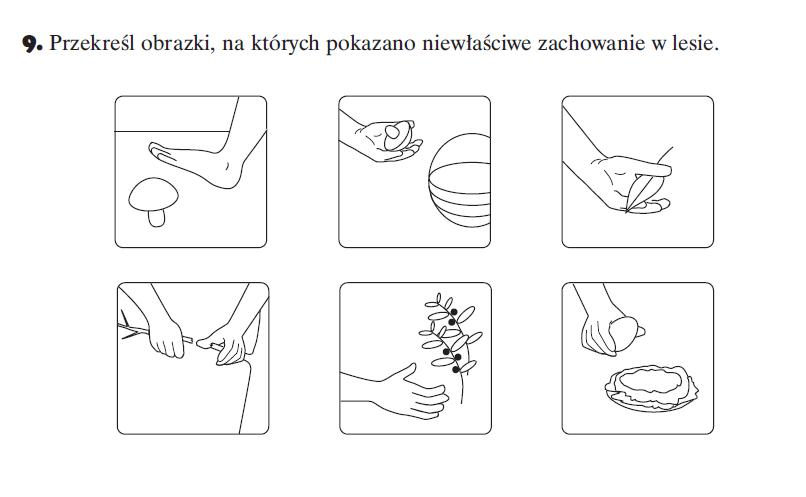 9. Przekreśl obrazki, na których pokazano niewłaściwe zachowanie w lesie.